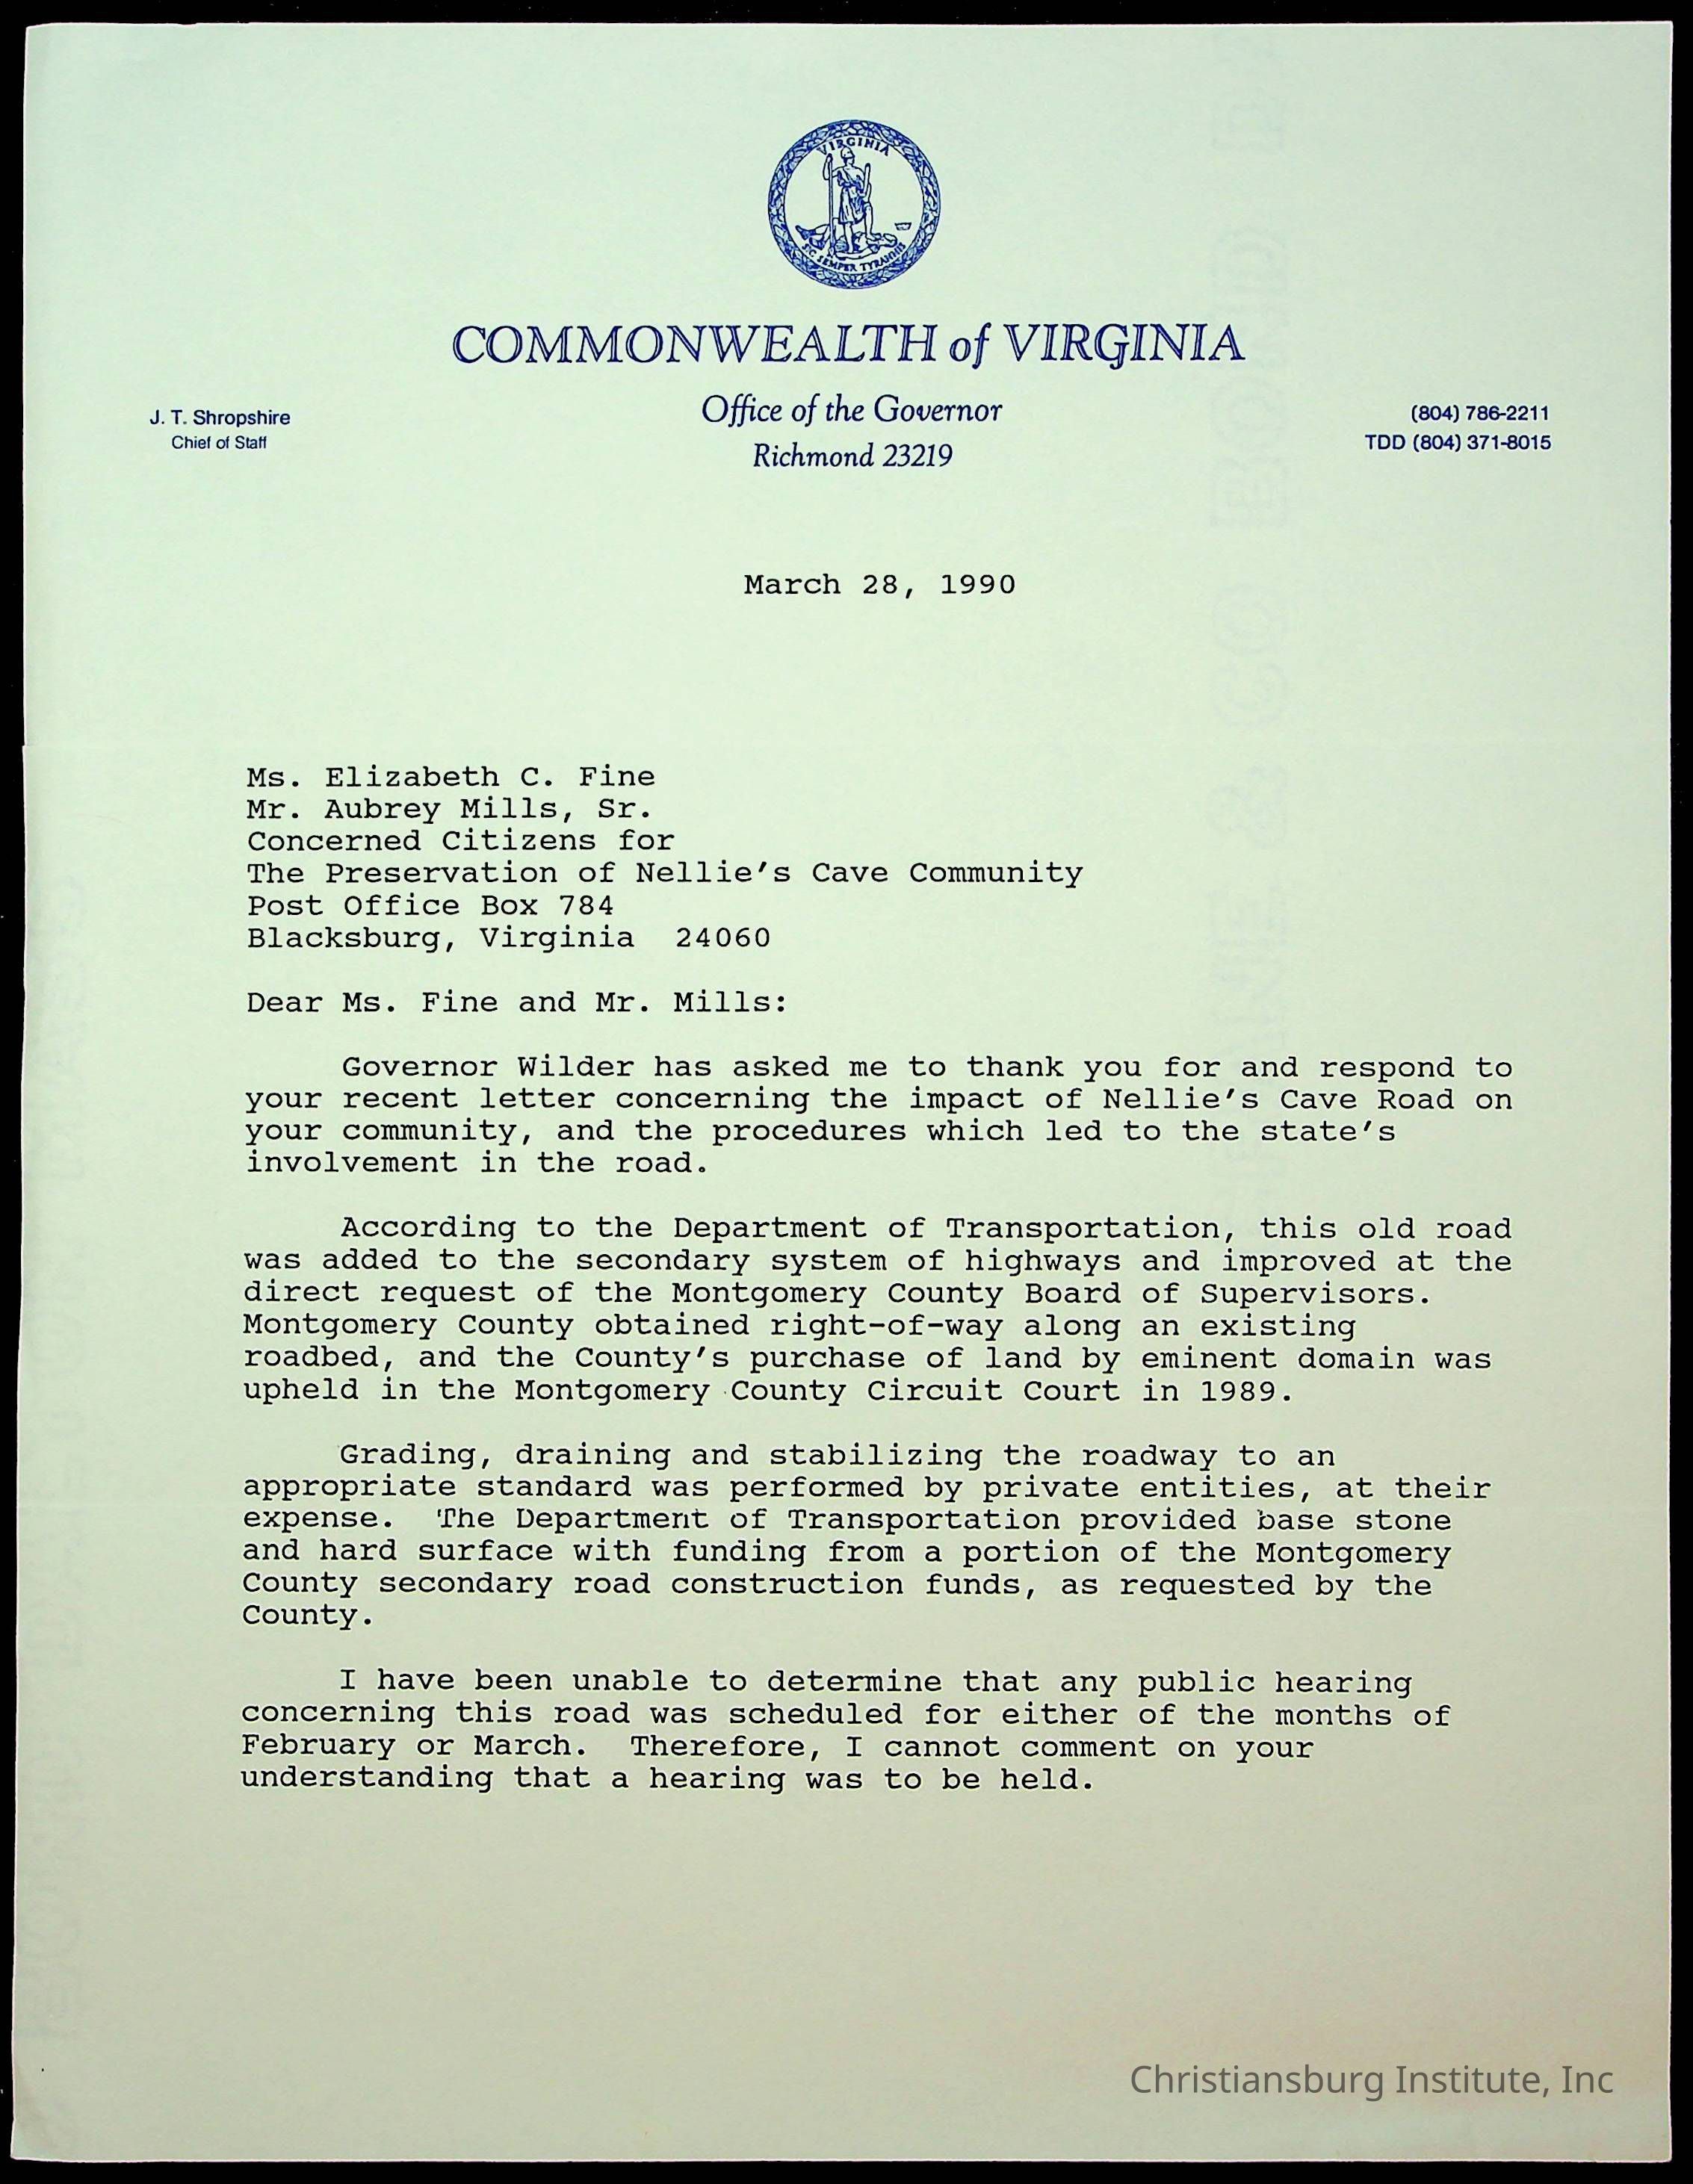 VIRGINIA
SIC SEMPER TYRANNIS
COMMONWEALTH of VIRGINIA
J. T. Shropshire
Chief of Staff
Office of the Governor
Richmond 23219
(804) 786-2211
TDD (804) 371-8015
March 28, 1990
Ms. Elizabeth C. Fine
Mr. Aubrey Mills, Sr.
Concerned Citizens for
The Preservation of Nellie's Cave Community
Post Office Box 784
Blacksburg, Virginia 24060
Dear Ms. Fine and Mr. Mills:
Governor Wilder has asked me to thank you for and respond to
your recent letter concerning the impact of Nellie's Cave Road on
your community, and the procedures which led to the state's
involvement in the road.
According to the Department of Transportation, this old road
was added to the secondary system of highways and improved at the
direct request of the Montgomery County Board of Supervisors.
Montgomery County obtained right-of-way along an existing
roadbed, and the County's purchase of land by eminent domain was
upheld in the Montgomery County Circuit Court in 1989.
Grading, draining and stabilizing the roadway to an
appropriate standard was performed by private entities, at their
expense. The Department of Transportation provided base stone
and hard surface with funding from a portion of the Montgomery
County secondary road construction funds, as requested by the
County.
I have been unable to determine that any public hearing
concerning this road was scheduled for either of the months of
February or March. Therefore, I cannot comment on your
understanding that a hearing was to be held.
Christiansburg Institute, Inc